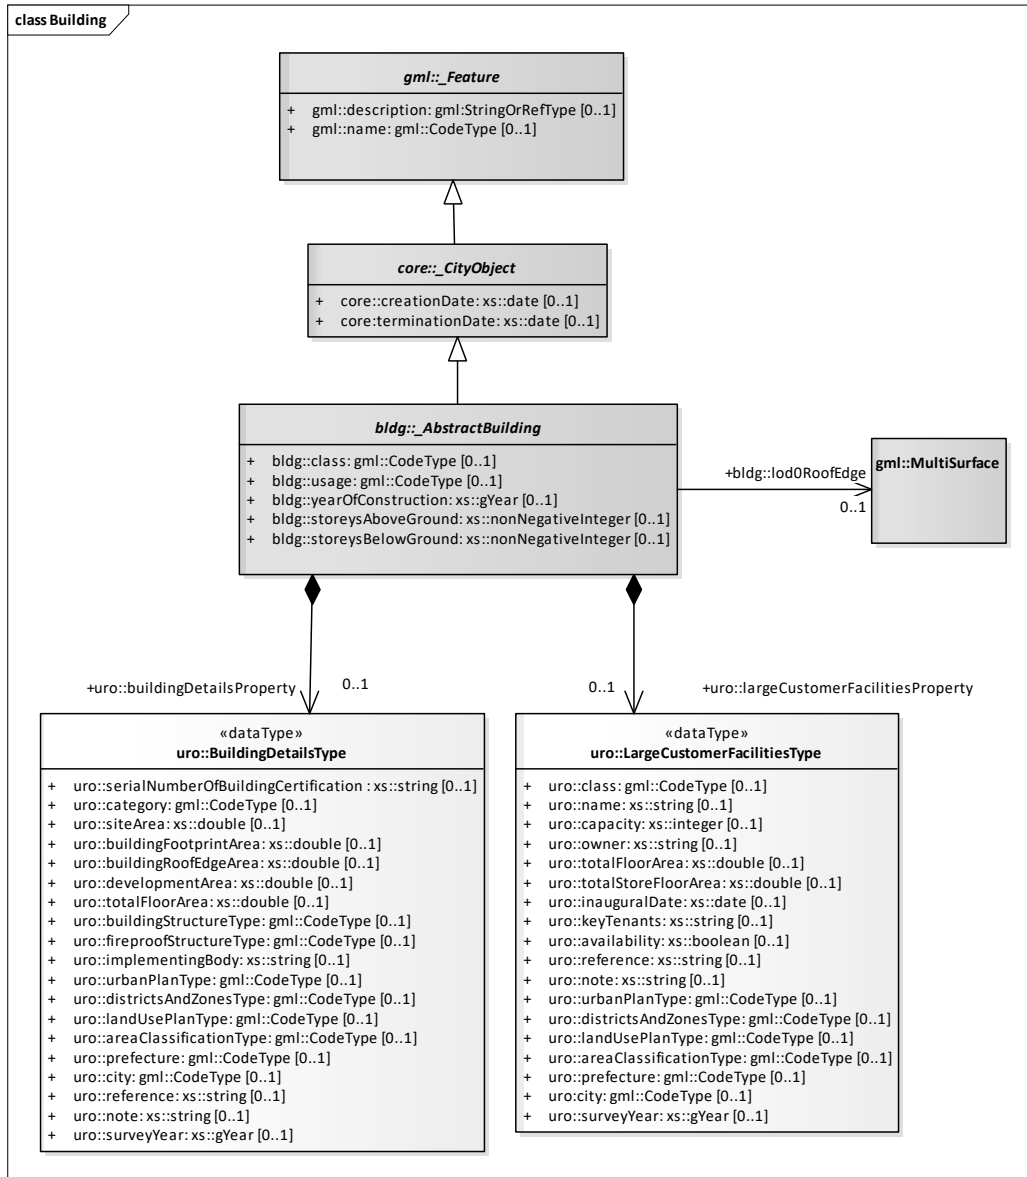 class Building
gml::_Feature
+ gml::description: gml:StringOrRefType [0..1]
+ gml::name: gml::CodeType [0..1]
core::_CityObject
+ core::creationDate: xs::date [0..1]
+ core:terminationDate: xs::date [0..1]
bldg::_AbstractBuilding
+ bldg::class: gml::CodeType [0..1]
+ bldg::usage: gml::CodeType [0..1]
+ bldg::yearOfConstruction: xs::gYear [0..1]
+ bldg::storeysAboveGround: xs::nonNegativeInteger [0..1]
+ bldg::storeysBelowGround: xs::nonNegativeInteger [0..1]
+bldg::lod0RoofEdge
0..1
gml::MultiSurface
+uro::buildingDetailsProperty
0..1
0..1
+uro::largeCustomerFacilitiesProperty
«dataType»
uro::BuildingDetailsType
+ uro::serialNumberOfBuildingCertification : xs::string [0..1]
+ uro::category: gml::CodeType [0..1]
+ uro::siteArea: xs::double [0..1]
+ uro::buildingFootprintArea: xs::double [0..1]
+ uro::buildingRoofEdgeArea: xs::double [0..1]
+ uro::developmentArea: xs::double [0..1]
+ uro::totalFloorArea: xs::double [0..1]
+ uro::buildingStructureType: gml::CodeType [0..1]
+ uro::fireproofStructureType: gml::CodeType [0..1]
+ uro::implementingBody: xs::string [0..1]
+ uro::urbanPlanType: gml::CodeType [0..1]
+ uro::districtsAndZonesType: gml::CodeType [0..1]
+ uro::landUsePlanType: gml::CodeType [0..1]
+ uro::areaClassificationType: gml::CodeType [0..1]
+ uro::prefecture: gml::CodeType [0..1]
+ uro::city: gml::CodeType [0..1]
+ uro::reference: xs::string [0..1]
+ uro::note: xs::string [0..1]
+ uro::surveyYear: xs::gYear [0..1]
«dataType»
uro::LargeCustomerFacilitiesType
+ uro::class: gml::CodeType [0..1]
+ uro::name: xs::string [0..1]
+ uro::capacity: xs::integer [0..1]
+ uro::owner: xs::string [0..1]
+ uro::totalFloorArea: xs::double [0..1]
+ uro::totalStoreFloorArea: xs::double [0..1]
+ uro::inauguralDate: xs::date [0..1]
+ uro::keyTenants: xs::string [0..1]
+ uro::availability: xs::boolean [0..1]
+ uro::reference: xs::string [0..1]
+ uro::note: xs::string [0..1]
+ uro::urbanPlanType: gml::CodeType [0..1]
+ uro::districtsAndZonesType: gml::CodeType [0..1]
+ uro::landUsePlanType: gml::CodeType [0..1]
+ uro::areaClassificationType: gml::CodeType [0..1]
+ uro::prefecture: gml::CodeType [0..1]
+ uro:city: gml::CodeType [0..1]
+ uro::surveyYear: xs::gYear [0..1]